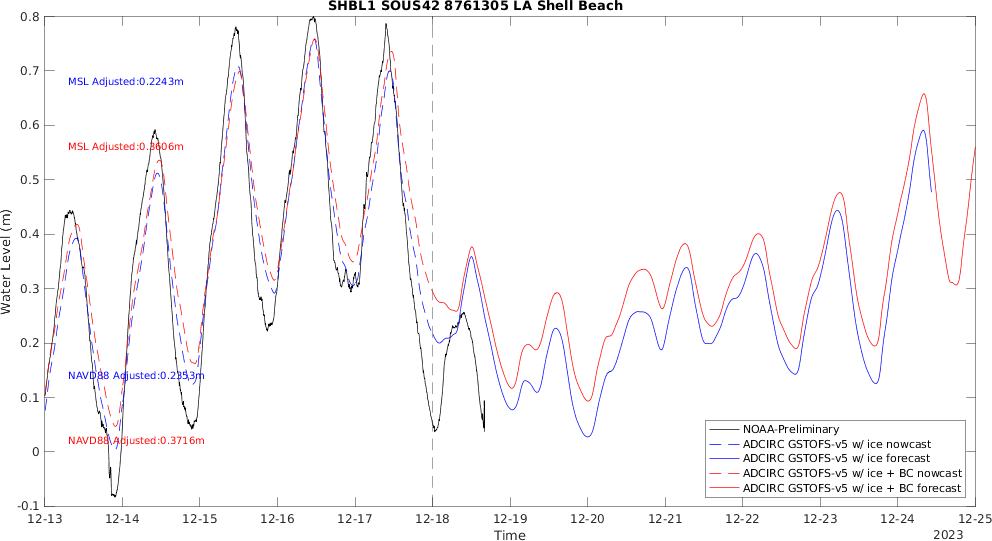 SHBL1 SOUS42 8761305 LA Shell Beach
0.8
0.7
0.6
0.5
0.4
0.3
0.2
0.1
0
-0.1
Water Level (m)
MSL Adjusted:0.2243m
MSL Adjusted:0.3606m
NAVD88 Adjusted:0.2353m
NAVD88 Adjusted:0.3716m
NOAA-Preliminary
ADCIRC GSTOFS-v5 w/ ice nowcast
ADCIRC GSTOFS-v5 w/ ice forecast
ADCIRC GSTOFS-v5 w/ ice + BC nowcast
ADCIRC GSTOFS-v5 w/ ice + BC forecast
12-13 12-14 12-15 12-16 12-17 12-18 12-19 12-20 12-21 12-22 12-23 12-24 12-25
Time
2023